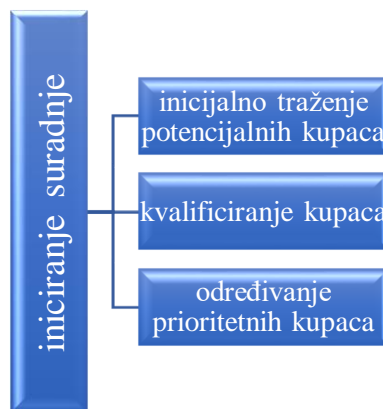 iniciranje suradnje
inicijalno traženje
potencijalnih kupaca
kvalificiranje kupaca
određivanje
prioritetnih kupaca